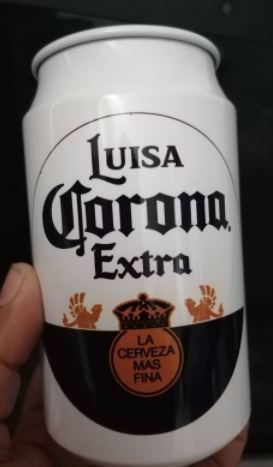 LUISA
Corona.
Extra
LA
CERVEZA
MAS
FINA